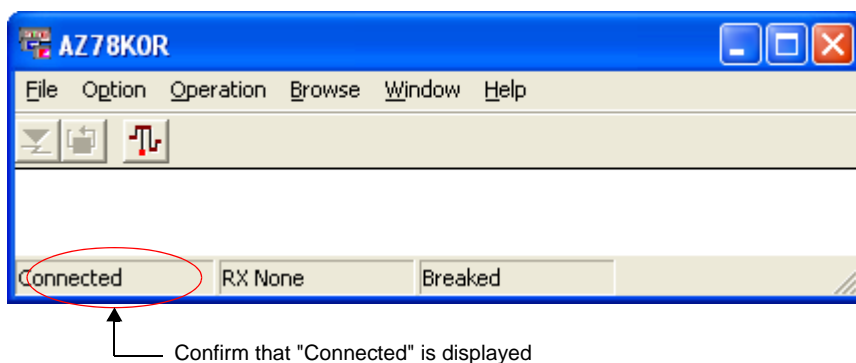 AZ78K0R
File Option Operation Browse Window Help
Connected RX None Breaked
Confirm that "Connected" is displayed